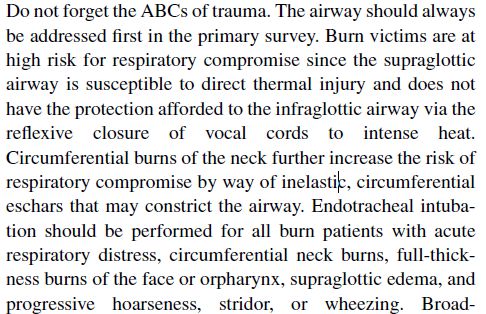 Do not forget the ABCs of trauma. The airway should always
be addressed first in the primary survey. Burn victims are at
high risk for respiratory compromise since the supraglottic
airway is susceptible to direct thermal injury and does not
have the protection afforded to the infraglottic airway via the
reflexive closure of vocal cords to intense heat.
Circumferential burns of the neck further increase the risk of
respiratory compromise by way of inelastic, circumferential
eschars that may constrict the airway. Endotracheal intuba-
tion should be performed for all burn patients with acute
respiratory distress, circumferential neck burns, full-thick-
ness burns of the face or orpharynx, supraglottic edema, and
progressive hoarseness, stridor, or wheezing. Broad-